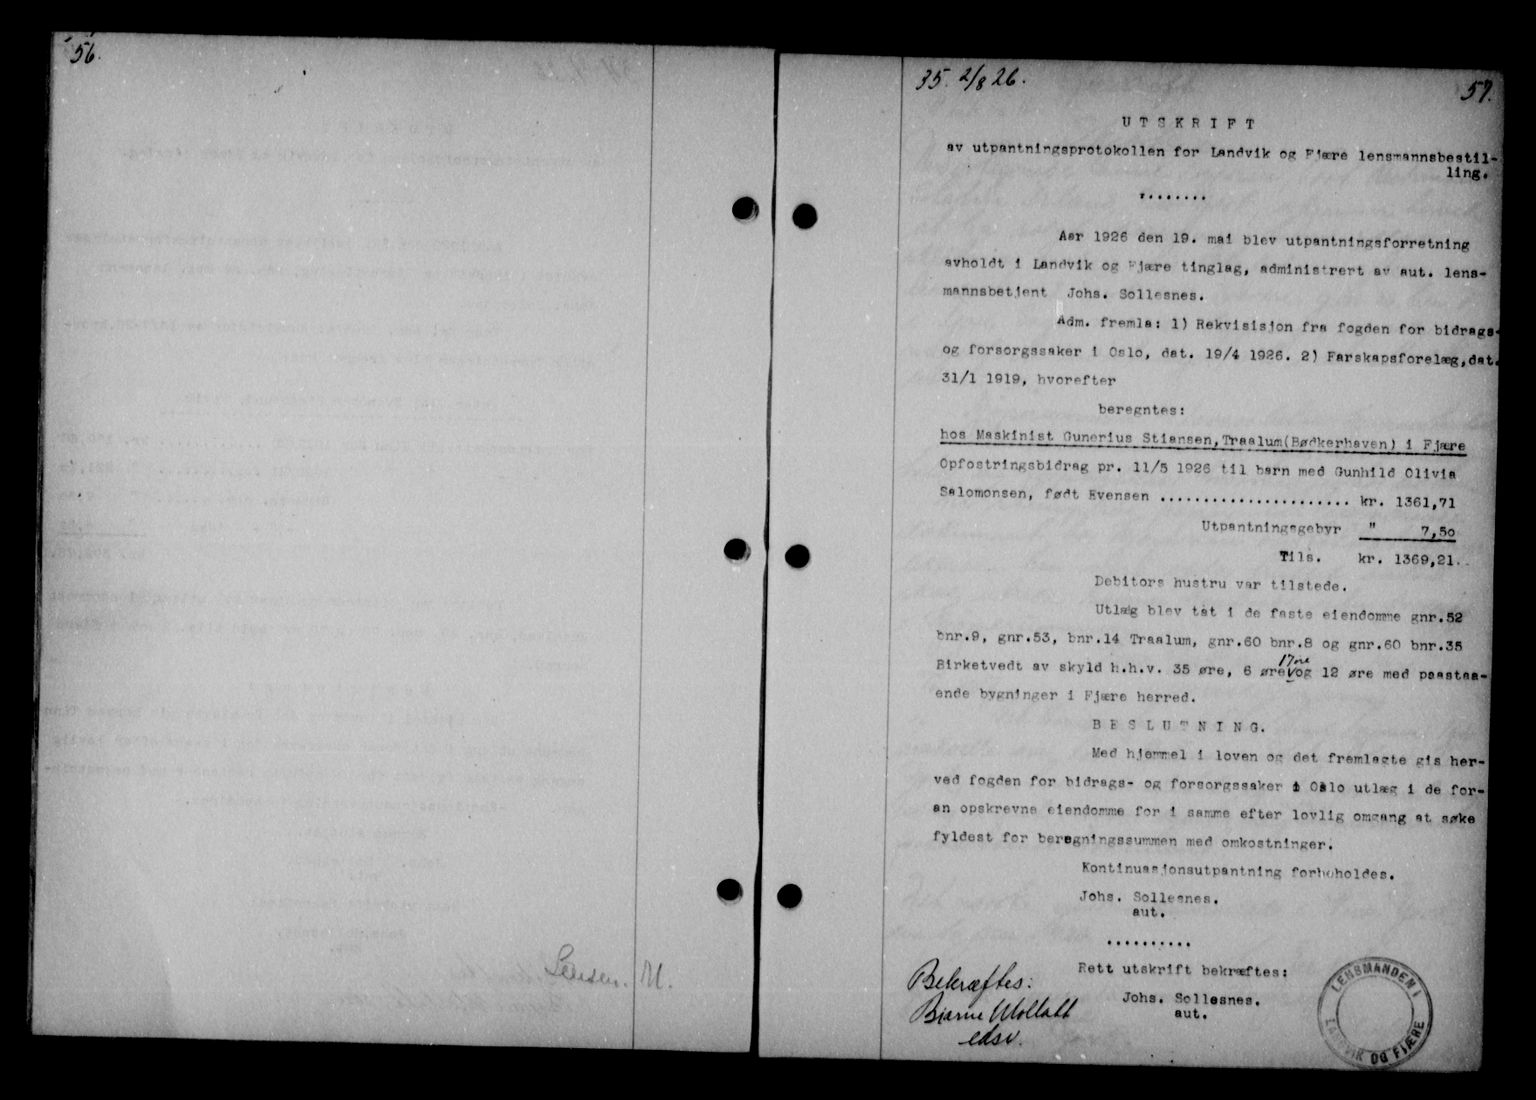 56.
Lensm. M.
35. 2/8 26.
57.
UTSKRIFT
av utpantningsprotokollen for Landvik og Fjære lensmannsbestil-
ling.
........
Aar 1926 den 19. mai blev utpantningsforretning
avholdt i Landvik og Fjære tinglag, administrert av aut. lens-
mannsbetjent Johs. Sollesnes.
Adm. fremla: 1) Rekvisisjon fra fogden for bidrags-
og forsorgssaker i Oslo, dat. 19/4 1926. 2) Farskapsforelæg, dat.
31/1 1919, hvorefter
beregntes:
hos Maskinist Gunerius Stiansen, Traalum(Bødkerhaven) i Fjære
Opfostringsbidrag pr. 11/5 1926 til barn med Gunhild Olivia
Salomonsen, født Evensen ...................... kr. 1361,71
Utpantningsgebyr " 7,50
Tils. kr. 1369,21.
Debitors hustru var tilstede.
Utlæg blev tat i de faste eiendomme gnr.52
bnr.9, gnr.53, bnr.14 Traalum, gnr.60 bnr.8 og gnr.60 bnr.35
Birketvedt av skyld h.h.v. 35 øre, 6 øre 17 øre og 12 øre med paastaa-
ende bygninger i Fjære herred.
BESLUTNING.
Med hjemmel i loven og det fremlagte gis her-
ved fogden for bidrags- og forsorgssaker i Oslo utlæg i de for-
an opskrevne eiendomme for i samme efter lovlig omgang at søke
fyldest for beregningssummen med omkostninger.
Kontinuasjonsutpantning forbeholdes.
Johs. Sollesnes.
aut.
..........
Rett utskrift bekræftes:
Johs. Sollesnes.
aut.
Bekræftes:
Bjarne Mollatt
edsv.
LENSMANDEN I
LANDVIK OG FJÆRE